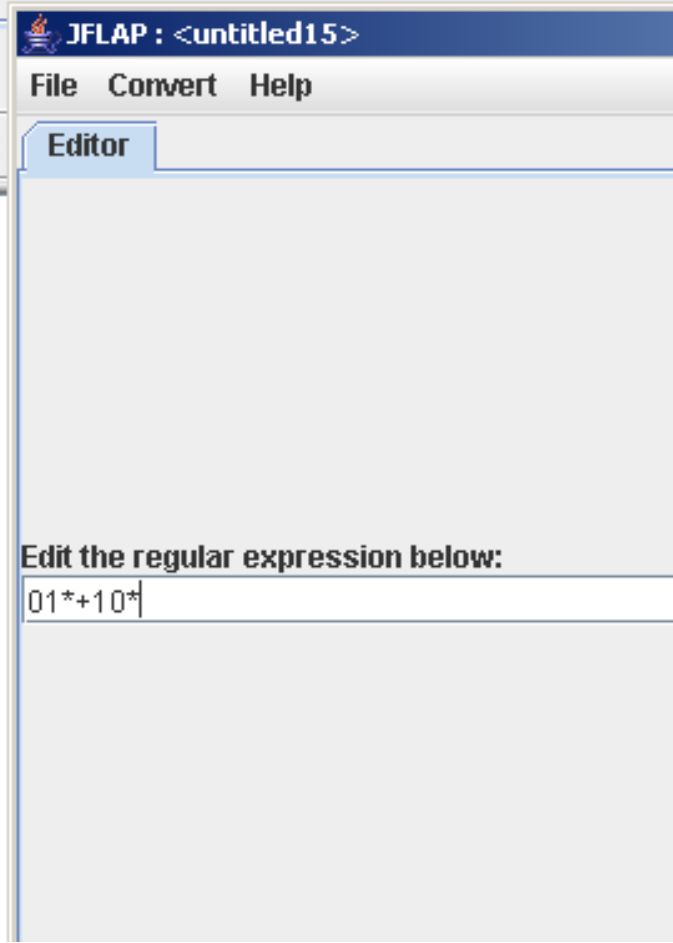 JFLAP : <untitled15>
File Convert Help
Editor
Edit the regular expression below:
01*+10*